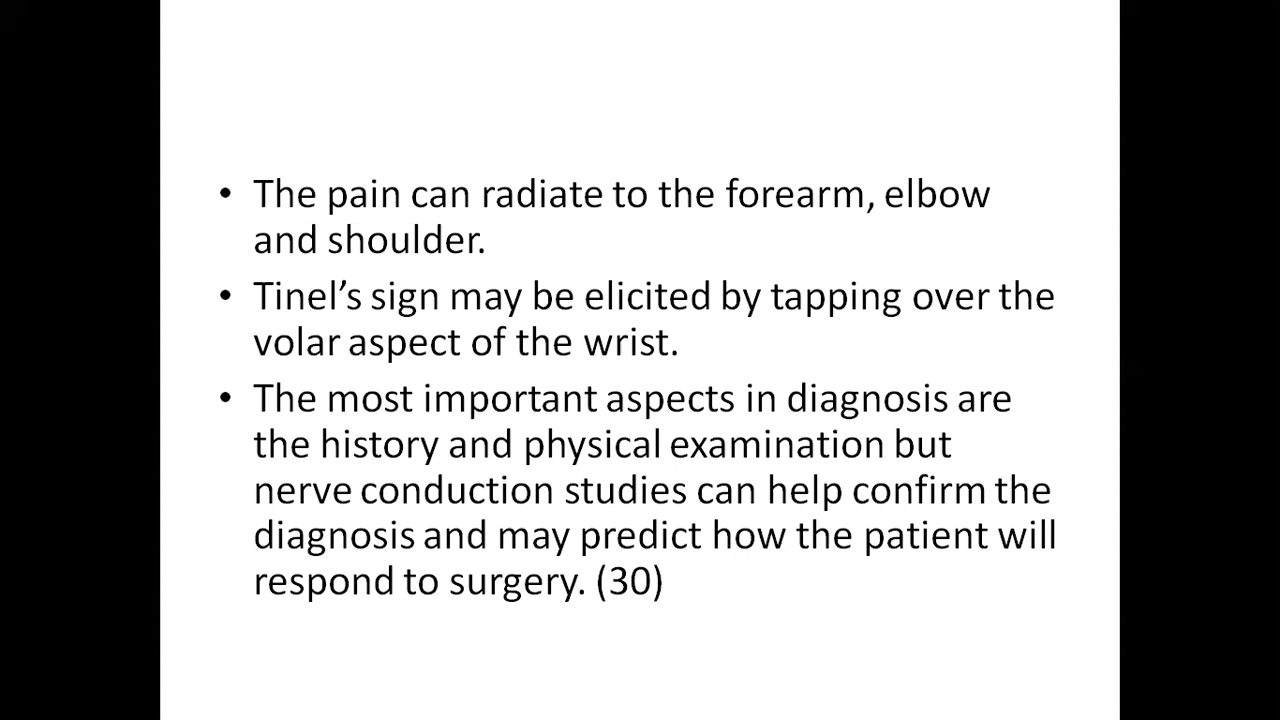 • The pain can radiate to the forearm, elbow
and shoulder.
• Tinel’s sign may be elicited by tapping over the
volar aspect of the wrist.
• The most important aspects in diagnosis are
the history and physical examination but
nerve conduction studies can help confirm the
diagnosis and may predict how the patient will
respond to surgery. (30)